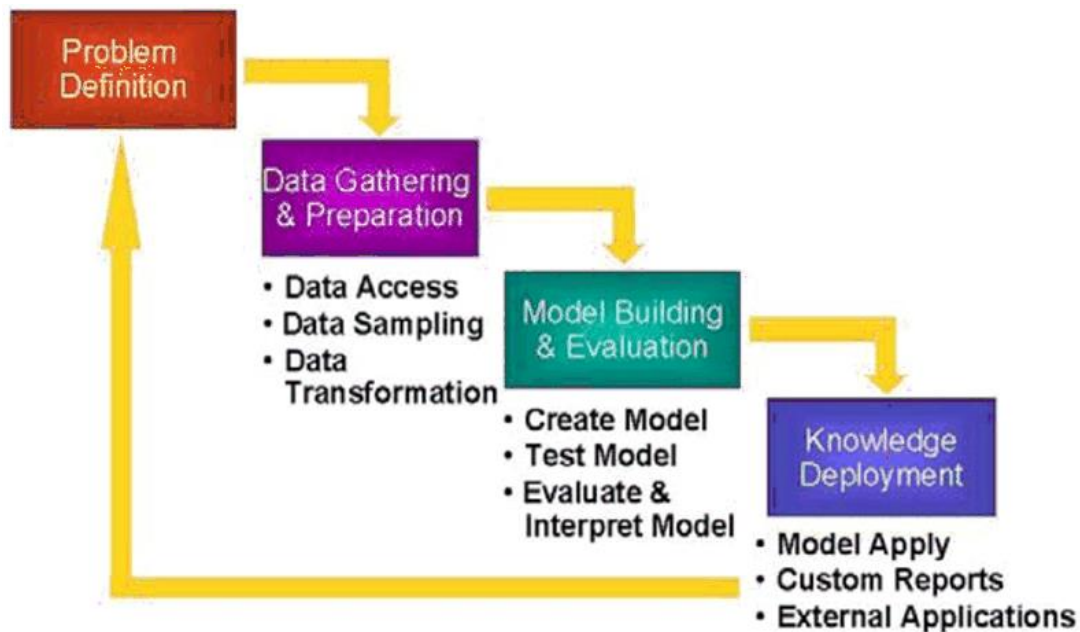 Problem
Definition
Data Gathering
& Preparation
• Data Access
• Data Sampling
• Data
Transformation
Model Building
& Evaluation
• Create Model
• Test Model
• Evaluate &
Interpret Model
Knowledge
Deployment
• Model Apply
• Custom Reports
• External Applications